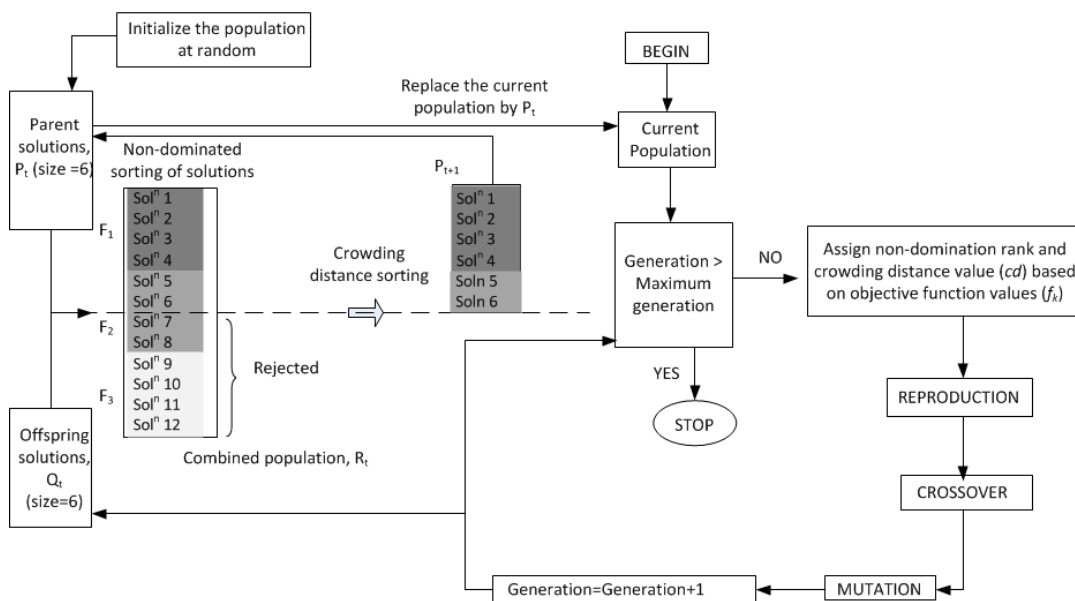 Initialize the population
at random
BEGIN
Replace the current
population by Pt
Parent
solutions,
Pt (size =6)
Current
Population
Non-dominated
sorting of solutions
Pt+1
F1
Solⁿ 1
Solⁿ 2
Solⁿ 3
Solⁿ 4
Solⁿ 5
Solⁿ 6
F2
Solⁿ 7
Solⁿ 8
F3
Solⁿ 9
Solⁿ 10
Solⁿ 11
Solⁿ 12
Crowding
distance sorting
Solⁿ 1
Solⁿ 2
Solⁿ 3
Solⁿ 4
Soln 5
Soln 6
Rejected
Combined population, Rt
Offspring
solutions,
Qt
(size=6)
Generation >
Maximum
generation
NO
YES
STOP
Assign non-domination rank and
crowding distance value (cd) based
on objective function values (fk)
REPRODUCTION
CROSSOVER
MUTATION
Generation=Generation+1